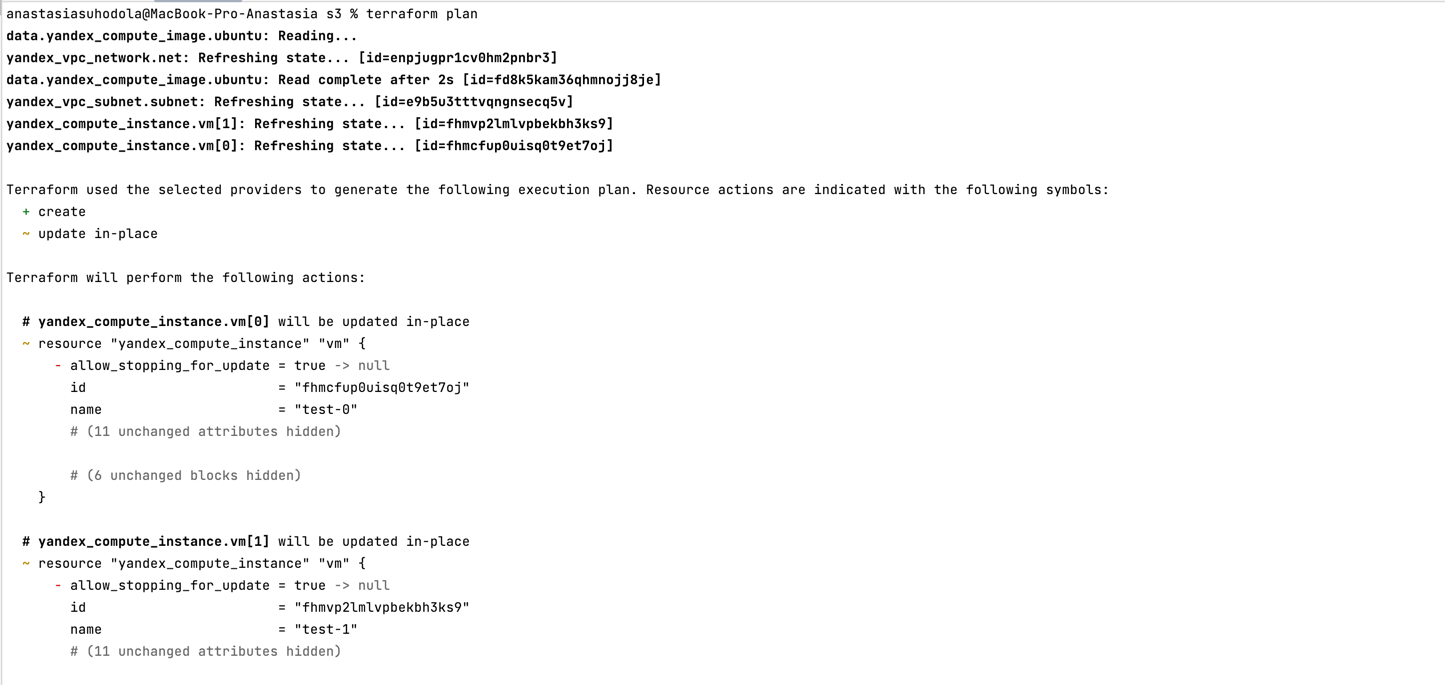 anastasiasuhodola@MacBook-Pro-Anastasia s3 % terraform plan
data.yandex_compute_image.ubuntu: Reading...
yandex_vpc_network.net: Refreshing state... [id=enpjugpr1cv0hm2pnbr3]
data.yandex_compute_image.ubuntu: Read complete after 2s [id=fd8k5kam36qhmnojj8je]
yandex_vpc_subnet.subnet: Refreshing state... [id=e9b5u3tttvqngnsecq5v]
yandex_compute_instance.vm[1]: Refreshing state... [id=fhmvp2lmlvpbekbh3ks9]
yandex_compute_instance.vm[0]: Refreshing state... [id=fhmcfup0uisq0t9et7oj]

Terraform used the selected providers to generate the following execution plan. Resource actions are indicated with the following symbols:
  + create
  ~ update in-place

Terraform will perform the following actions:

  # yandex_compute_instance.vm[0] will be updated in-place
  ~ resource "yandex_compute_instance" "vm" {
      - allow_stopping_for_update = true -> null
        id                        = "fhmcfup0uisq0t9et7oj"
        name                      = "test-0"
        # (11 unchanged attributes hidden)

        # (6 unchanged blocks hidden)
    }

  # yandex_compute_instance.vm[1] will be updated in-place
  ~ resource "yandex_compute_instance" "vm" {
      - allow_stopping_for_update = true -> null
        id                        = "fhmvp2lmlvpbekbh3ks9"
        name                      = "test-1"
        # (11 unchanged attributes hidden)